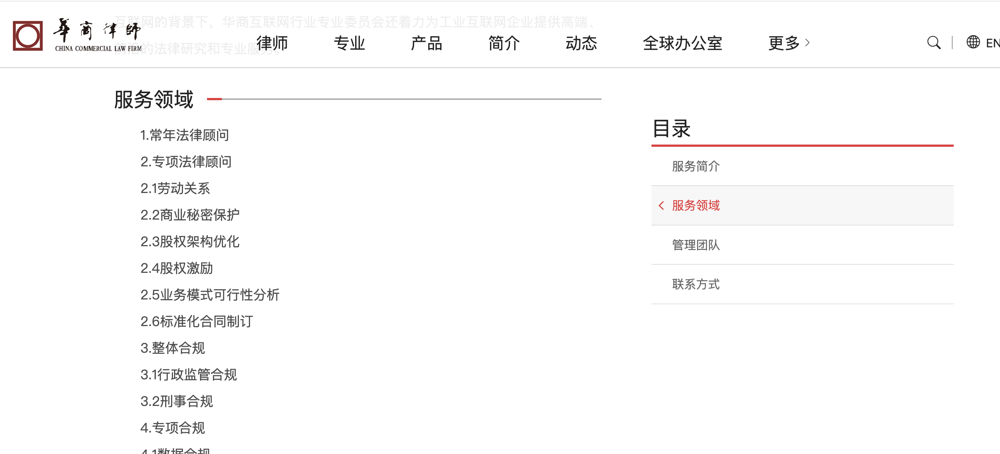 互联网的背景下，华商互联网行业专业委员会还着力为工业互联网企业提供高端、
前沿的法律研究和专业服务。
華商律師
CHINA COMMERCIAL LAW FIRM
律师 专业 产品 简介 动态 全球办公室 更多 EN
服务领域
1.常年法律顾问
2.专项法律顾问
2.1劳动关系
2.2商业秘密保护
2.3股权架构优化
2.4股权激励
2.5业务模式可行性分析
2.6标准化合同制订
3.整体合规
3.1行政监管合规
3.2刑事合规
4.专项合规
4.1数据合规
目录
服务简介
服务领域
管理团队
联系方式